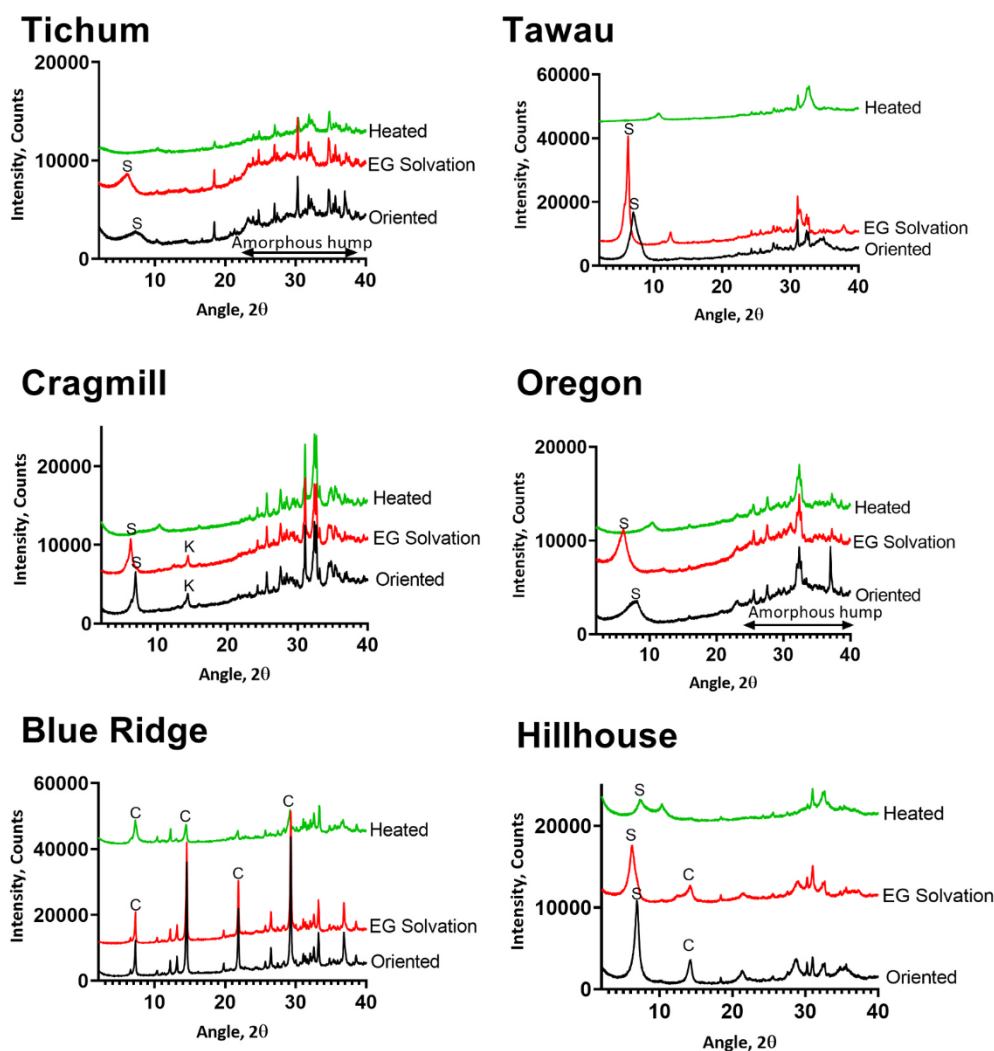 Tichum
Intensity, Counts
20000
10000
0
S
S
Heated
EG Solvation
Oriented
Amorphous hump
10 20 30 40
Angle, 2θ
Tawau
Intensity, Counts
60000
40000
20000
0
S
S
Heated
EG Solvation
Oriented
10 20 30 40
Angle, 2θ
Cragmill
Intensity, Counts
20000
10000
0
S
S
K
K
Heated
EG Solvation
Oriented
10 20 30 40
Angle, 2θ
Oregon
Intensity, Counts
20000
10000
0
S
S
Heated
EG Solvation
Oriented
Amorphous hump
10 20 30 40
Angle, 2θ
Blue Ridge
Intensity, Counts
60000
40000
20000
0
C C C
C C
Heated
EG Solvation
Oriented
10 20 30 40
Angle, 2θ
Hillhouse
Intensity, Counts
20000
10000
0
S
S
S
C
C
Heated
EG Solvation
Oriented
10 20 30 40
Angle, 2θ